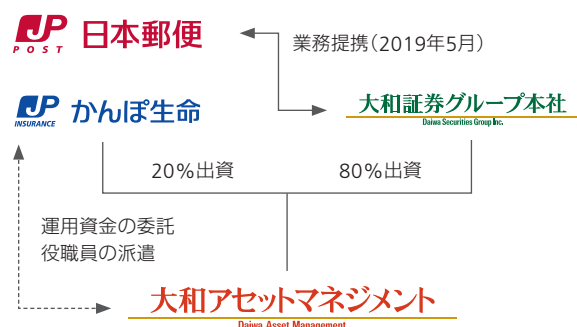 JP
POST
日本郵便
業務提携（2019年5月）
JP
INSURANCE
かんぽ生命
大和証券グループ本社
Daiwa Securities Group Inc.
20%出資
80%出資
運用資金の委託
役職員の派遣
大和アセットマネジメント
Daiwa Asset Management